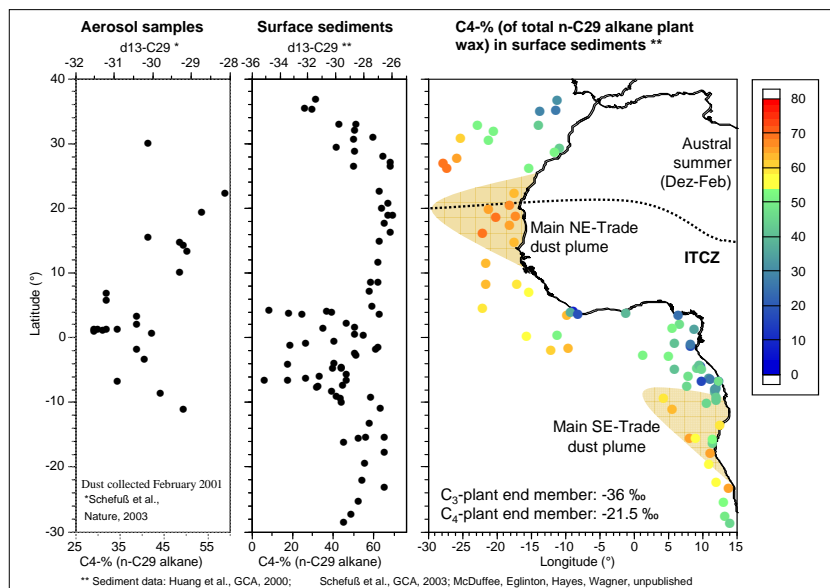 Aerosol samples
d13-C29 *
-32 -31 -30 -29 -28
Surface sediments
d13-C29 **
-36 -34 -32 -30 -28 -26
C4-% (of total n-C29 alkane plant
wax) in surface sediments **
40
30
20
10
0
-10
-20
-30
Latitude (°)
Dust collected February 2001
*Schefuß et al.,
Nature, 2003
25 35 45 55
C4-% (n-C29 alkane)
0 20 40 60
C4-% (n-C29 alkane)
Austral
summer
(Dez-Feb)
Main NE-Trade
dust plume
ITCZ
Main SE-Trade
dust plume
C3-plant end member: -36 ‰
C4-plant end member: -21.5 ‰
-30 -25 -20 -15 -10 -5 0 5 10 15
Longitude (°)
80
70
60
50
40
30
20
10
0
** Sediment data: Huang et al., GCA, 2000; Schefuß et al., GCA, 2003; McDuffee, Eglinton, Hayes, Wagner, unpublished